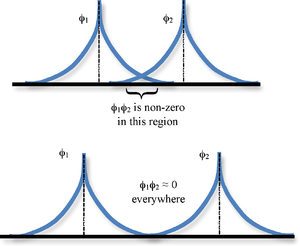 ϕ₁ ϕ₂
ϕ₁ϕ₂ is non-zero
in this region
ϕ₁ ϕ₂
ϕ₁ϕ₂ ≈ 0
everywhere